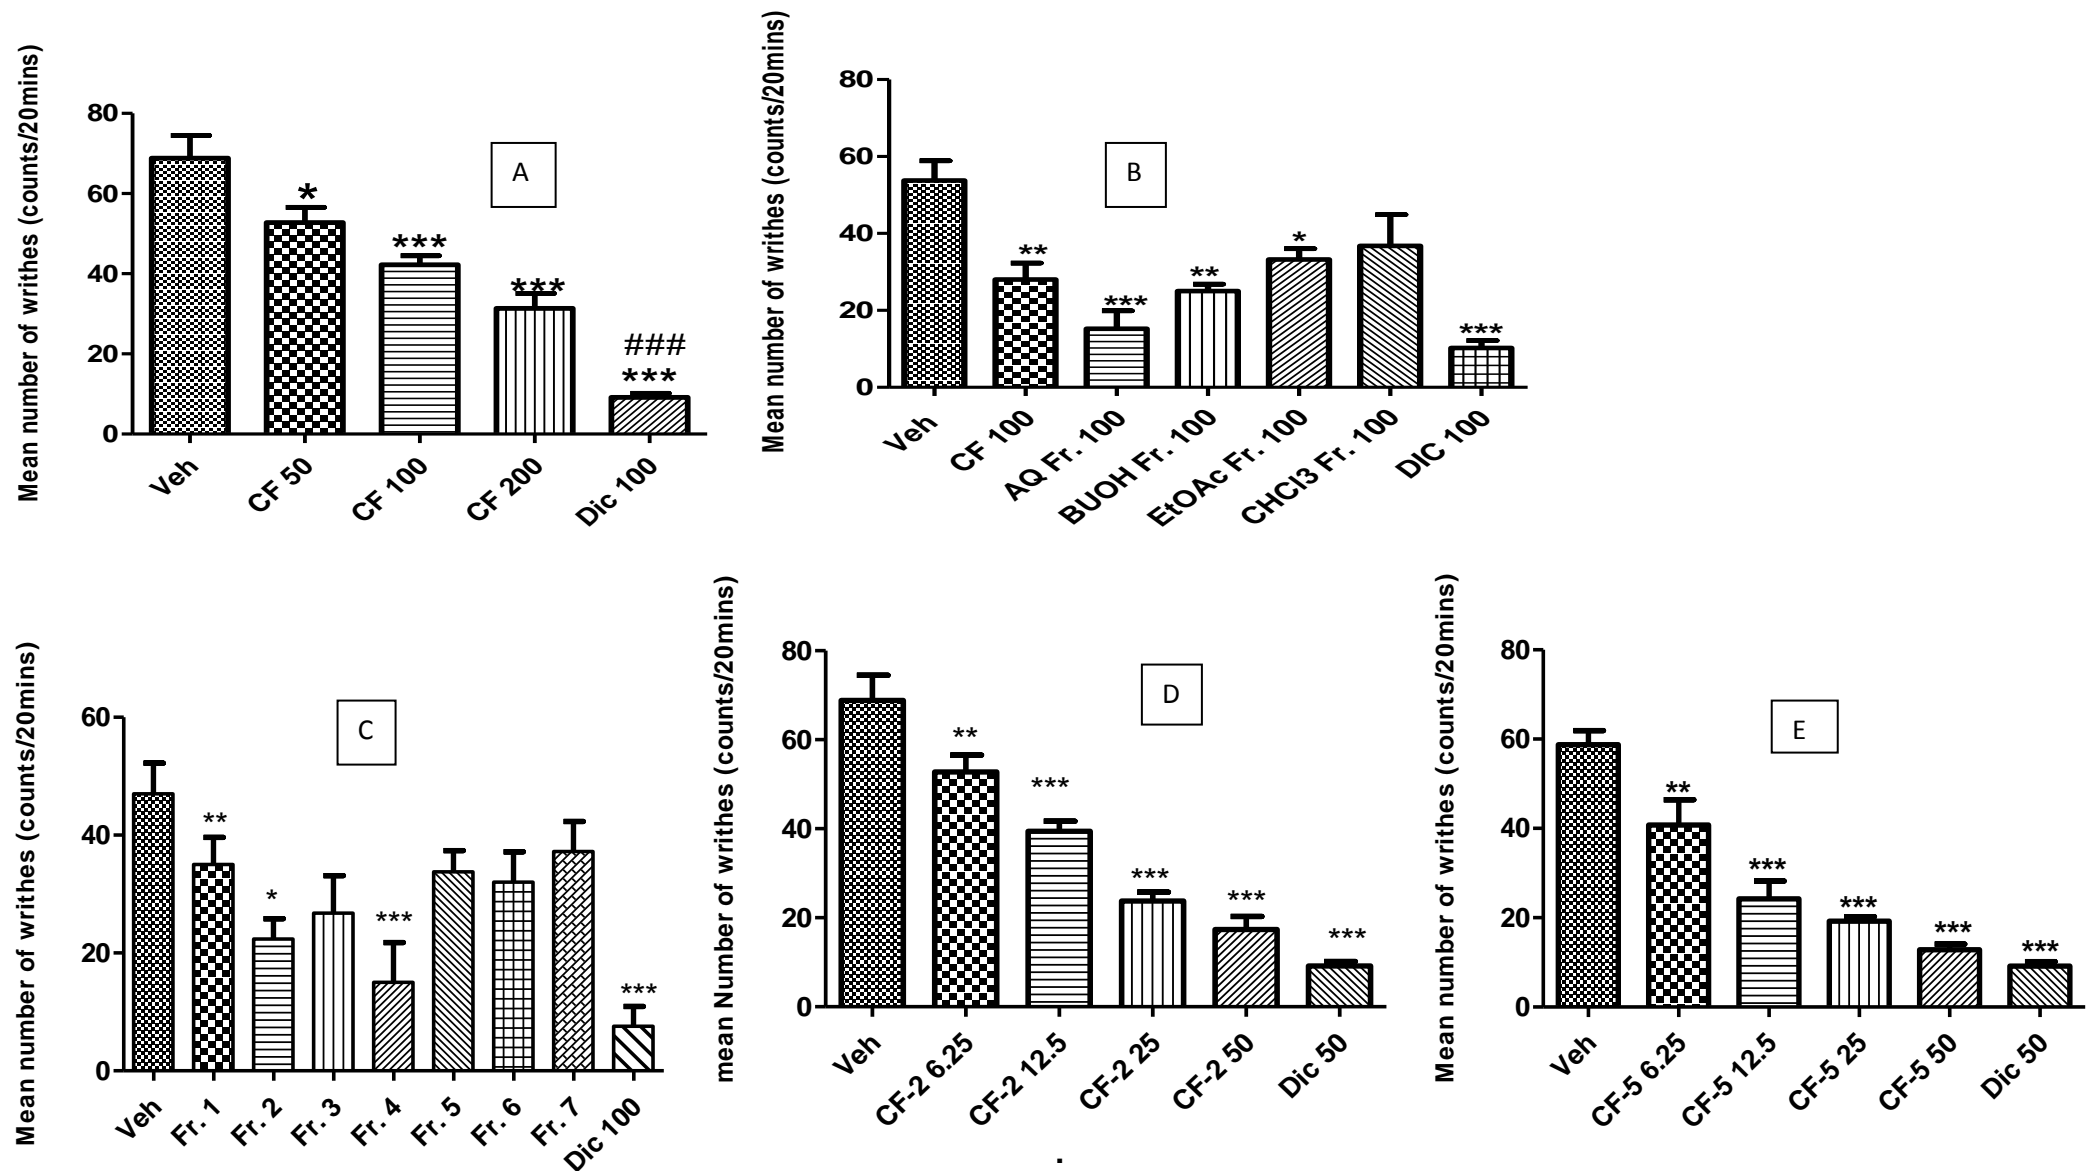 Mean number of writhes (counts/20mins)
80
60
40
20
0
A
*
***
***
###
***
Veh
CF 50
CF 100
CF 200
Dic 100
Mean number of writhes (counts/20mins)
80
60
40
20
0
B
**
***
**
*
***
Veh
CF 100
AQ Fr. 100
BUOH Fr. 100
EtOAc Fr. 100
CHCl3 Fr. 100
DIC 100
Mean number of writhes (counts/20mins)
60
40
20
0
C
**
*
***
***
Veh
Fr. 1
Fr. 2
Fr. 3
Fr. 4
Fr. 5
Fr. 6
Fr. 7
Dic 100
mean Number of writhes (counts/20mins)
80
60
40
20
0
D
**
***
***
***
***
Veh
CF-2 6.25
CF-2 12.5
CF-2 25
CF-2 50
Dic 50
.
Mean number of writhes (counts/20mins)
80
60
40
20
0
E
**
***
***
***
***
Veh
CF-5 6.25
CF-5 12.5
CF-5 25
CF-5 50
Dic 50